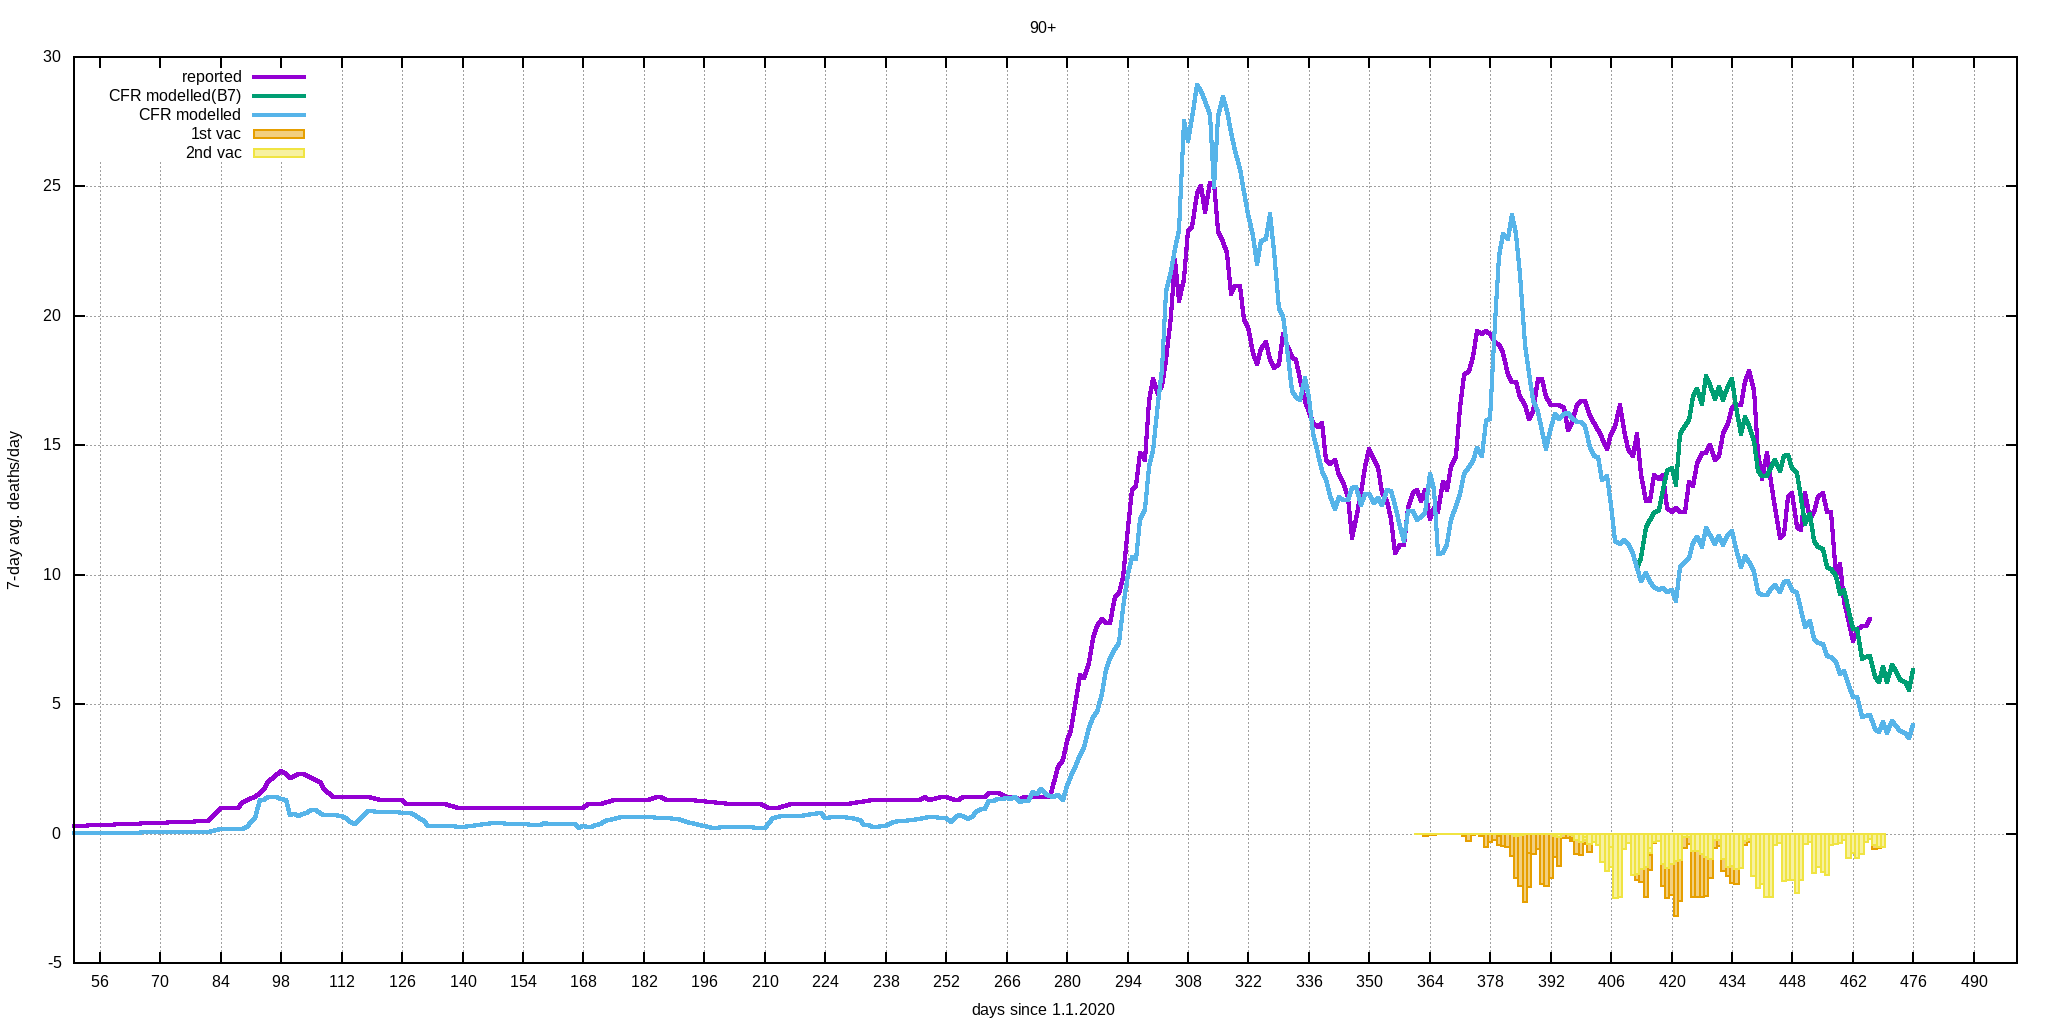 90+
30
25
20
15
10
5
0
-5
7-day avg. deaths/day
reported
CFR modelled(B7)
CFR modelled
1st vac
2nd vac
56 70 84 98 112 126 140 154 168 182 196 210 224 238 252 266 280 294 308 322 336 350 364 378 392 406 420 434 448 462 476 490
days since 1.1.2020